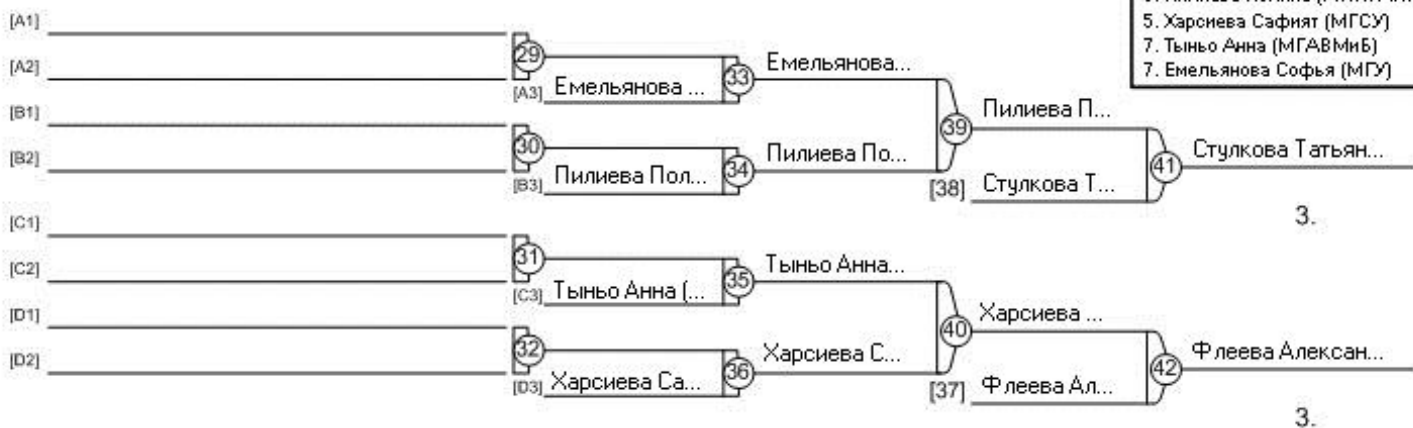 5. Харсиева Сафият (МГСУ)
7. Тыньо Анна (МГАВМиБ)
7. Емельянова Софья (МГУ)
[A1]
[A2]
29
[A3] Емельянова ...
33
Емельянова...
[B1]
[B2]
30
[B3] Пилиева Пол...
34
Пилиева По...
39
Пилиева П...
[38] Стулкова Т...
41
Стулкова Татьян...
3.
[C1]
[C2]
31
[C3] Тыньо Анна (...
35
Тыньо Анна...
[D1]
[D2]
32
[D3] Харсиева Са...
36
Харсиева С...
40
Харсиева ...
[37] Флеева Ал...
42
Флеева Алексан...
3.